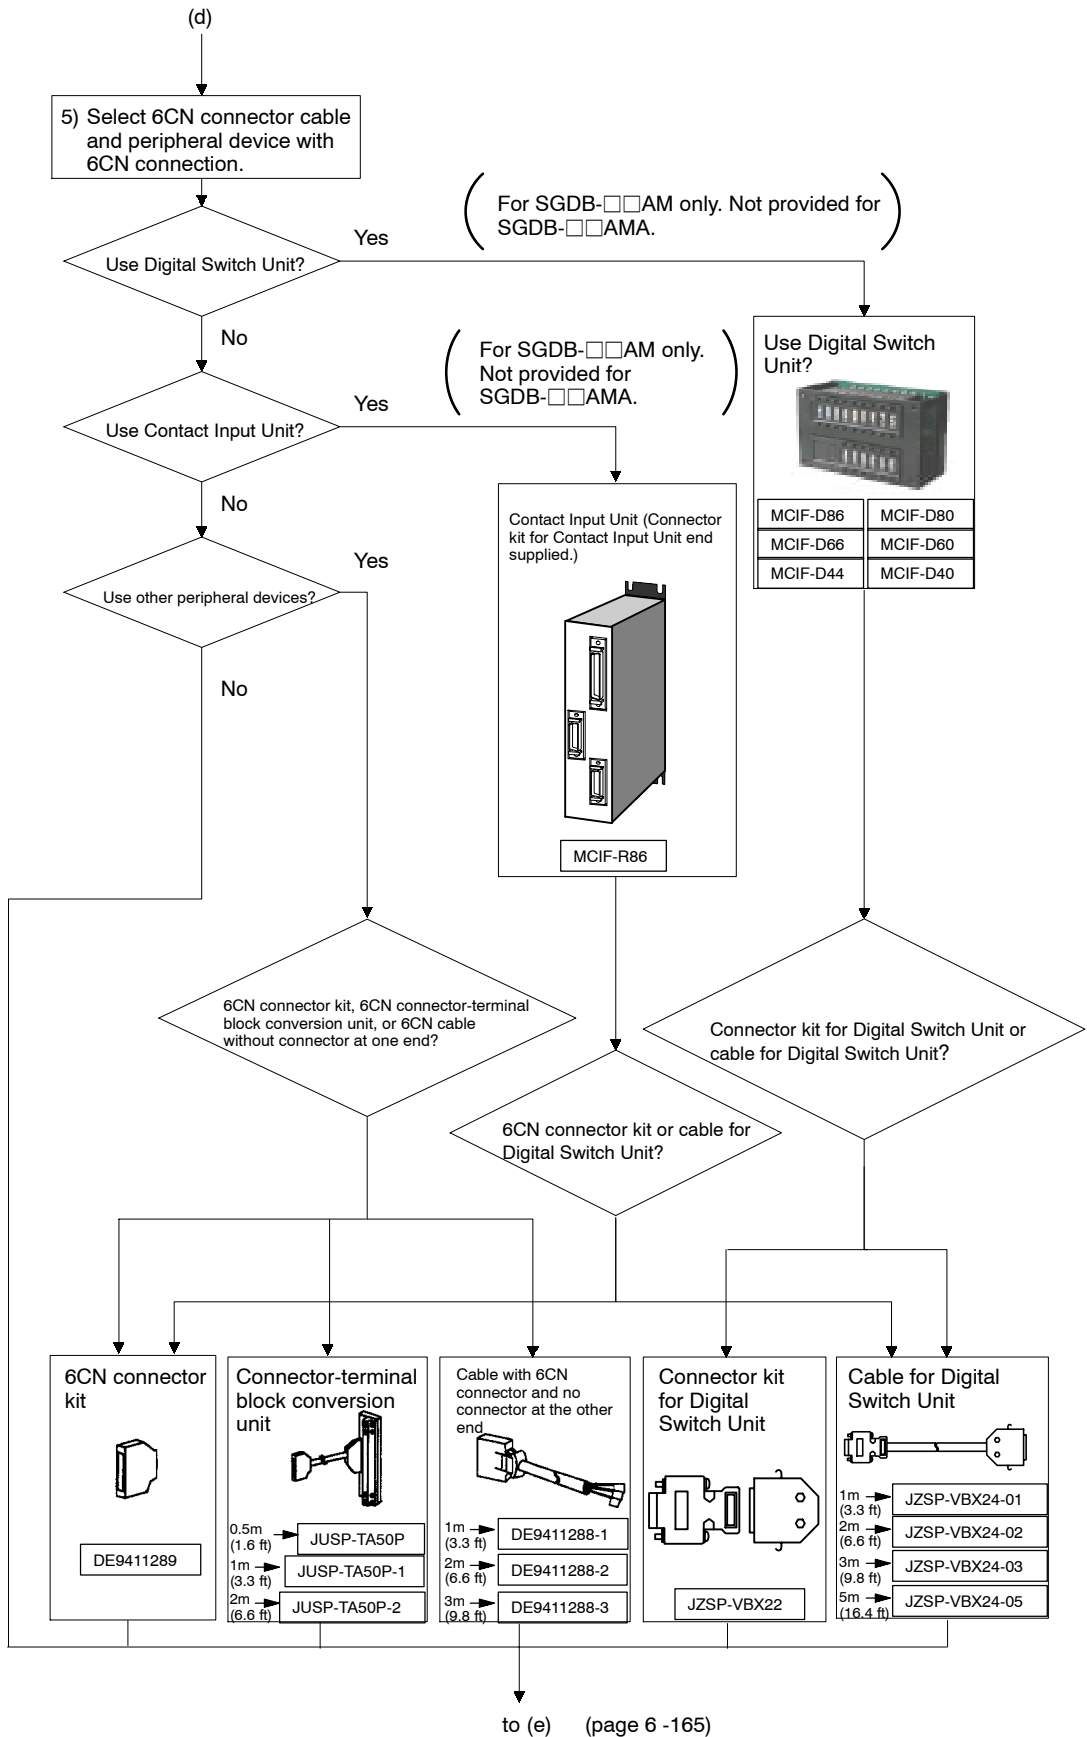 (d)
5) Select 6CN connector cable
and peripheral device with
6CN connection.
For SGDB-□□AM only. Not provided for
SGDB-□□AMA.
Yes
Use Digital Switch Unit?
No
For SGDB-□□AM only.
Not provided for
SGDB-□□AMA.
Use Digital Switch
Unit?
Yes
Use Contact Input Unit?
No
MCIF-D86
MCIF-D80
MCIF-D66
MCIF-D60
MCIF-D44
MCIF-D40
Contact Input Unit (Connector
kit for Contact Input Unit end
supplied.)
Yes
Use other peripheral devices?
No
MCIF-R86
6CN connector kit, 6CN connector-terminal
block conversion unit, or 6CN cable
without connector at one end?
Connector kit for Digital Switch Unit or
cable for Digital Switch Unit?
6CN connector kit or cable for
Digital Switch Unit?
6CN connector
kit
DE9411289
Connector-terminal
block conversion
unit
0.5m
(1.6 ft)
JUSP-TA50P
1m
(3.3 ft)
JUSP-TA50P-1
2m
(6.6 ft)
JUSP-TA50P-2
Cable with 6CN
connector and no
connector at the other
end
1m
(3.3 ft)
DE9411288-1
2m
(6.6 ft)
DE9411288-2
3m
(9.8 ft)
DE9411288-3
Connector kit
for Digital
Switch Unit
JZSP-VBX22
Cable for Digital
Switch Unit
1m
(3.3 ft)
JZSP-VBX24-01
2m
(6.6 ft)
JZSP-VBX24-02
3m
(9.8 ft)
JZSP-VBX24-03
5m
(16.4 ft)
JZSP-VBX24-05
to (e) (page 6 -165)